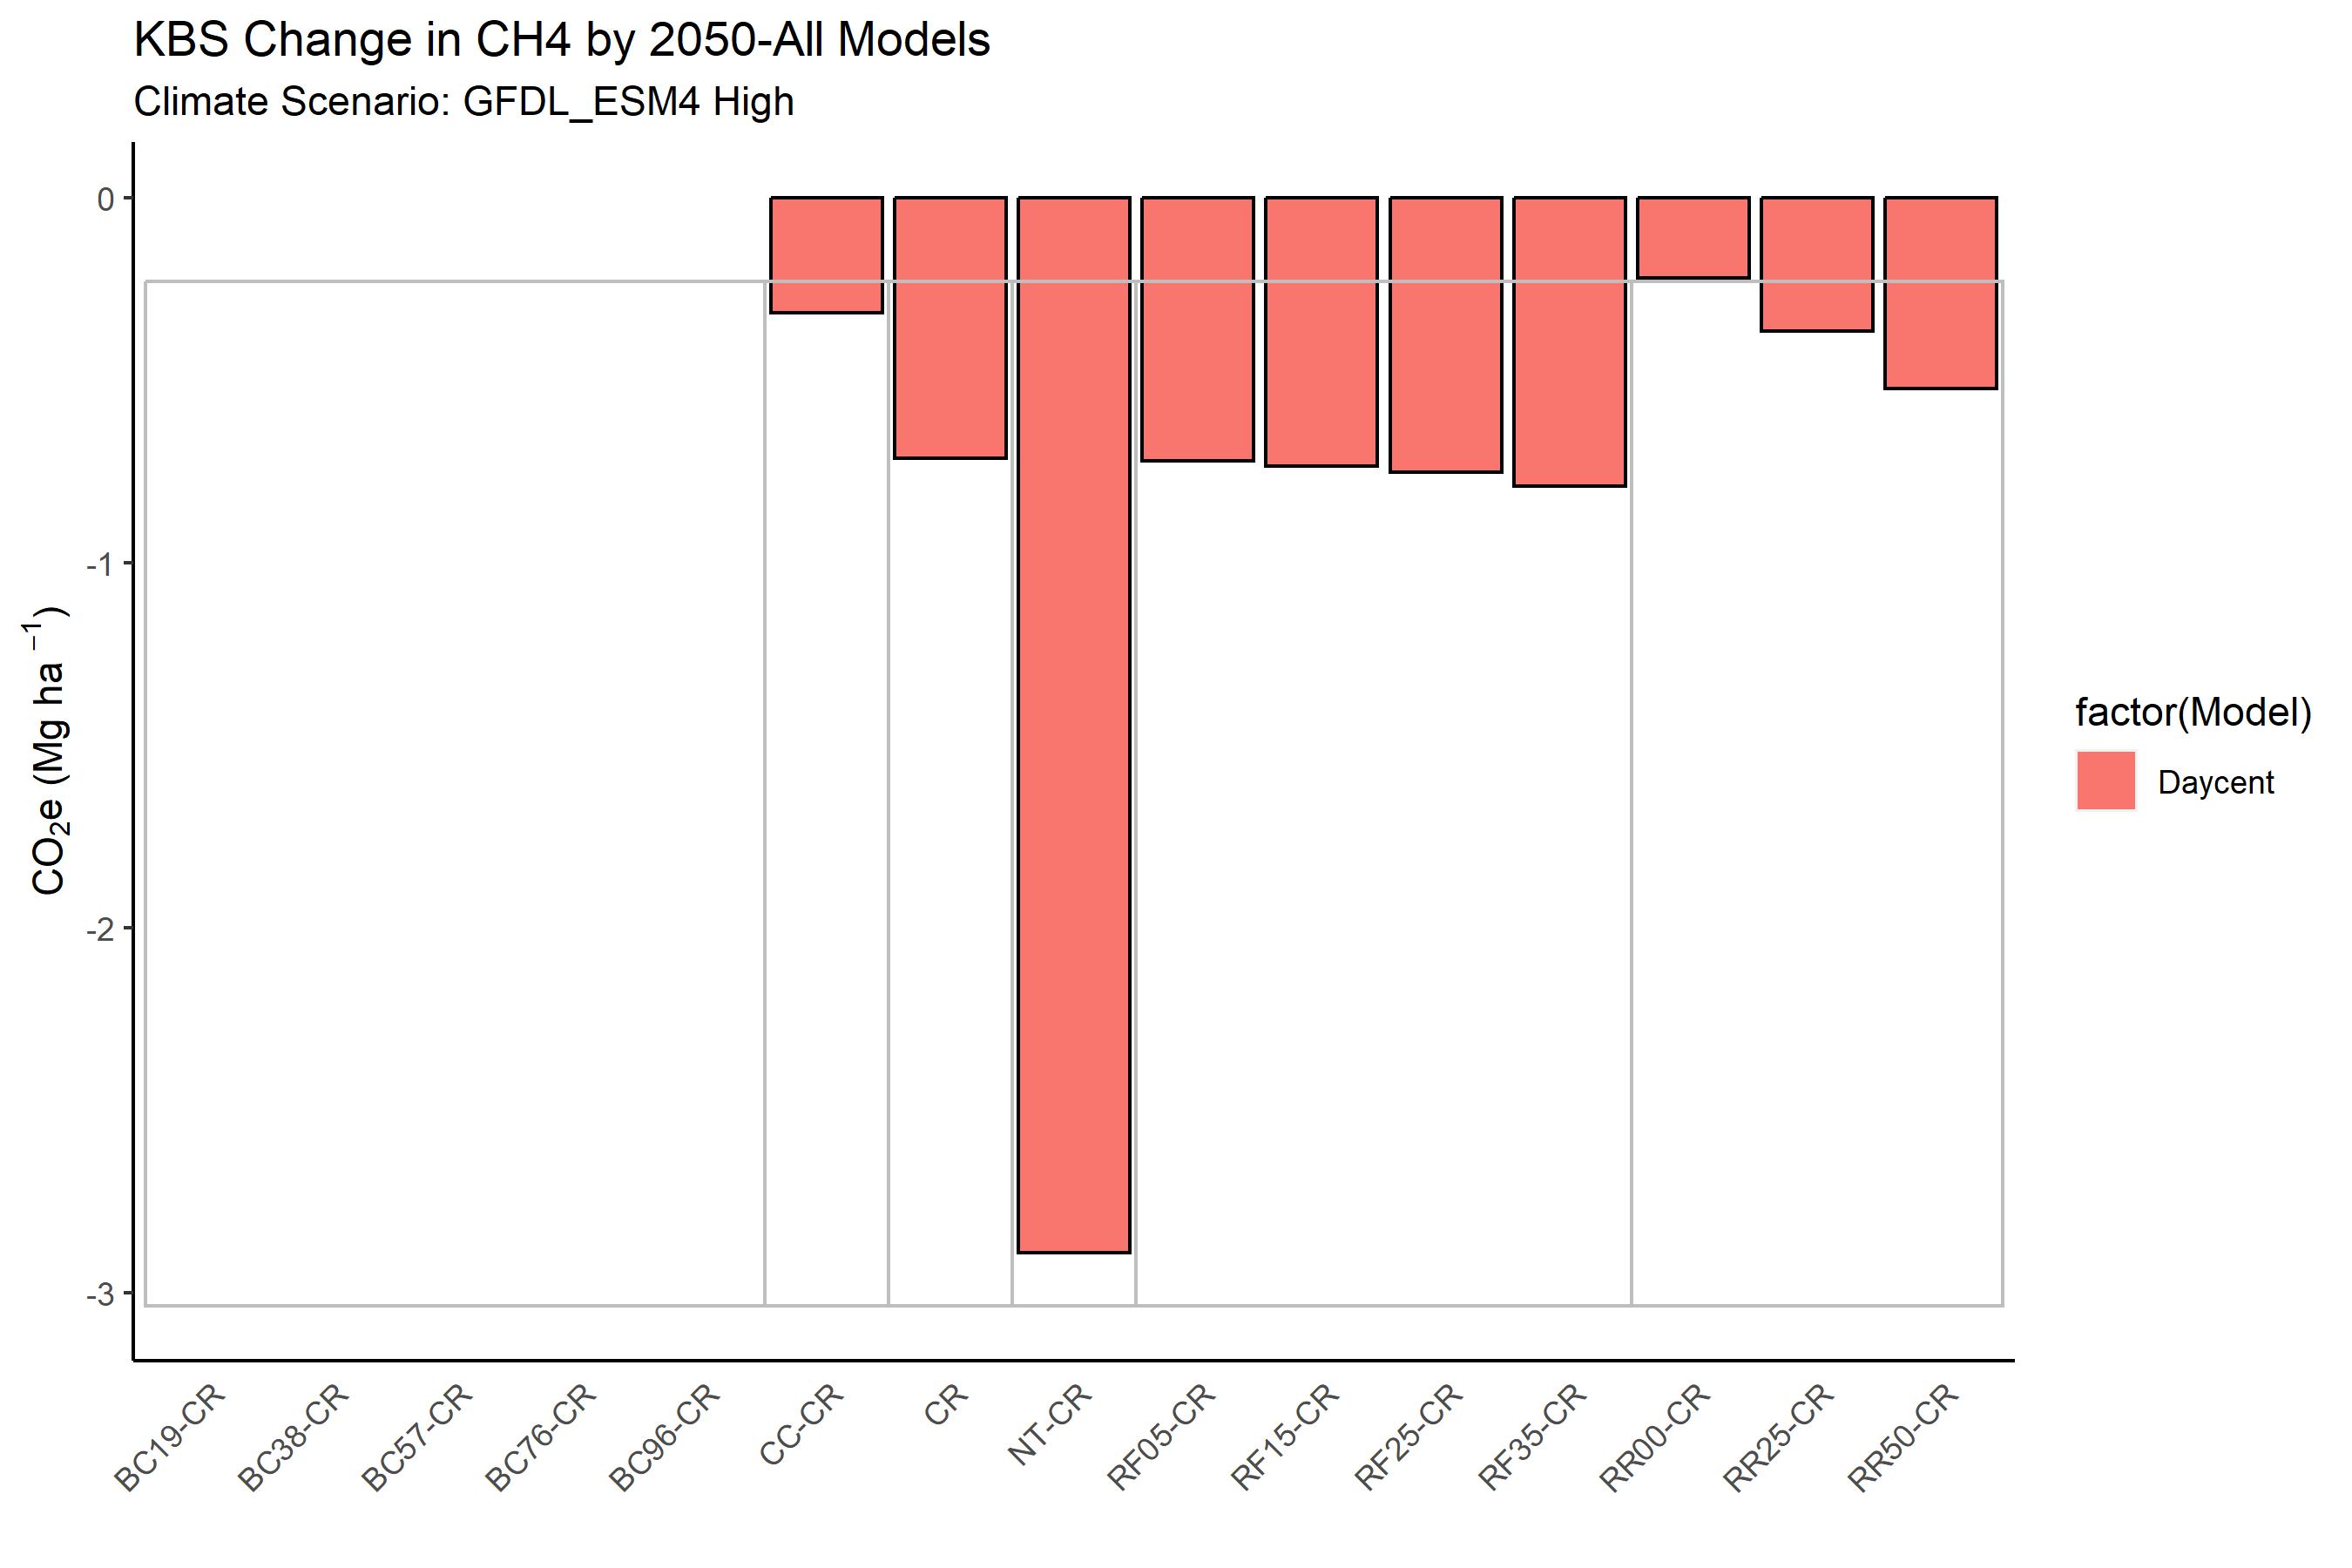 KBS Change in CH4 by 2050-All Models
Climate Scenario: GFDL_ESM4 High
0
-1
-2
-3
CO₂e (Mg ha ⁻¹)
BC19-CR
BC38-CR
BC57-CR
BC76-CR
BC96-CR
CC-CR
CR
NT-CR
RF05-CR
RF15-CR
RF25-CR
RF35-CR
RR00-CR
RR25-CR
RR50-CR
factor(Model)
Daycent